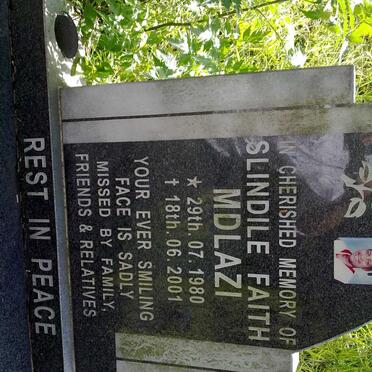 IN CHERISHED MEMORY OF
SLINDILE FAITH
MDLAZI
★ 29th. 07. 1980
✝ 18th. 06. 2001
YOUR EVER SMILING
FACE IS SADLY
MISSED BY FAMILY,
FRIENDS & RELATIVES
REST IN PEACE